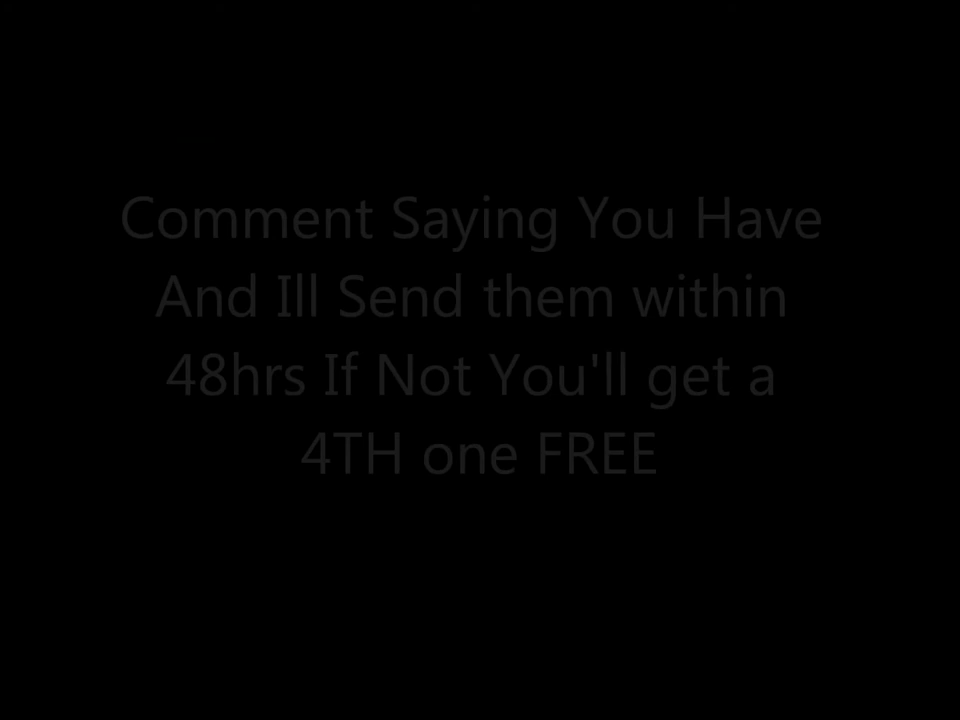 Comment Saying You Have
And Ill Send them within
48hrs If Not You'll get a
4TH one FREE